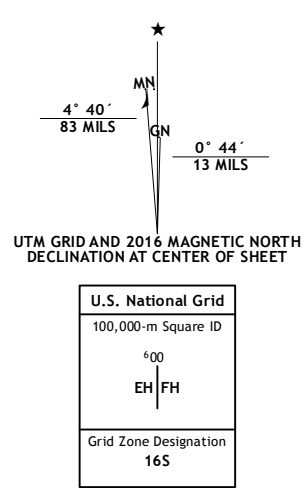 MN
4° 40´
83 MILS
GN
0° 44´
13 MILS
UTM GRID AND 2016 MAGNETIC NORTH
DECLINATION AT CENTER OF SHEET
U.S. National Grid
100,000-m Square ID
⁶00
EH FH
Grid Zone Designation
16S